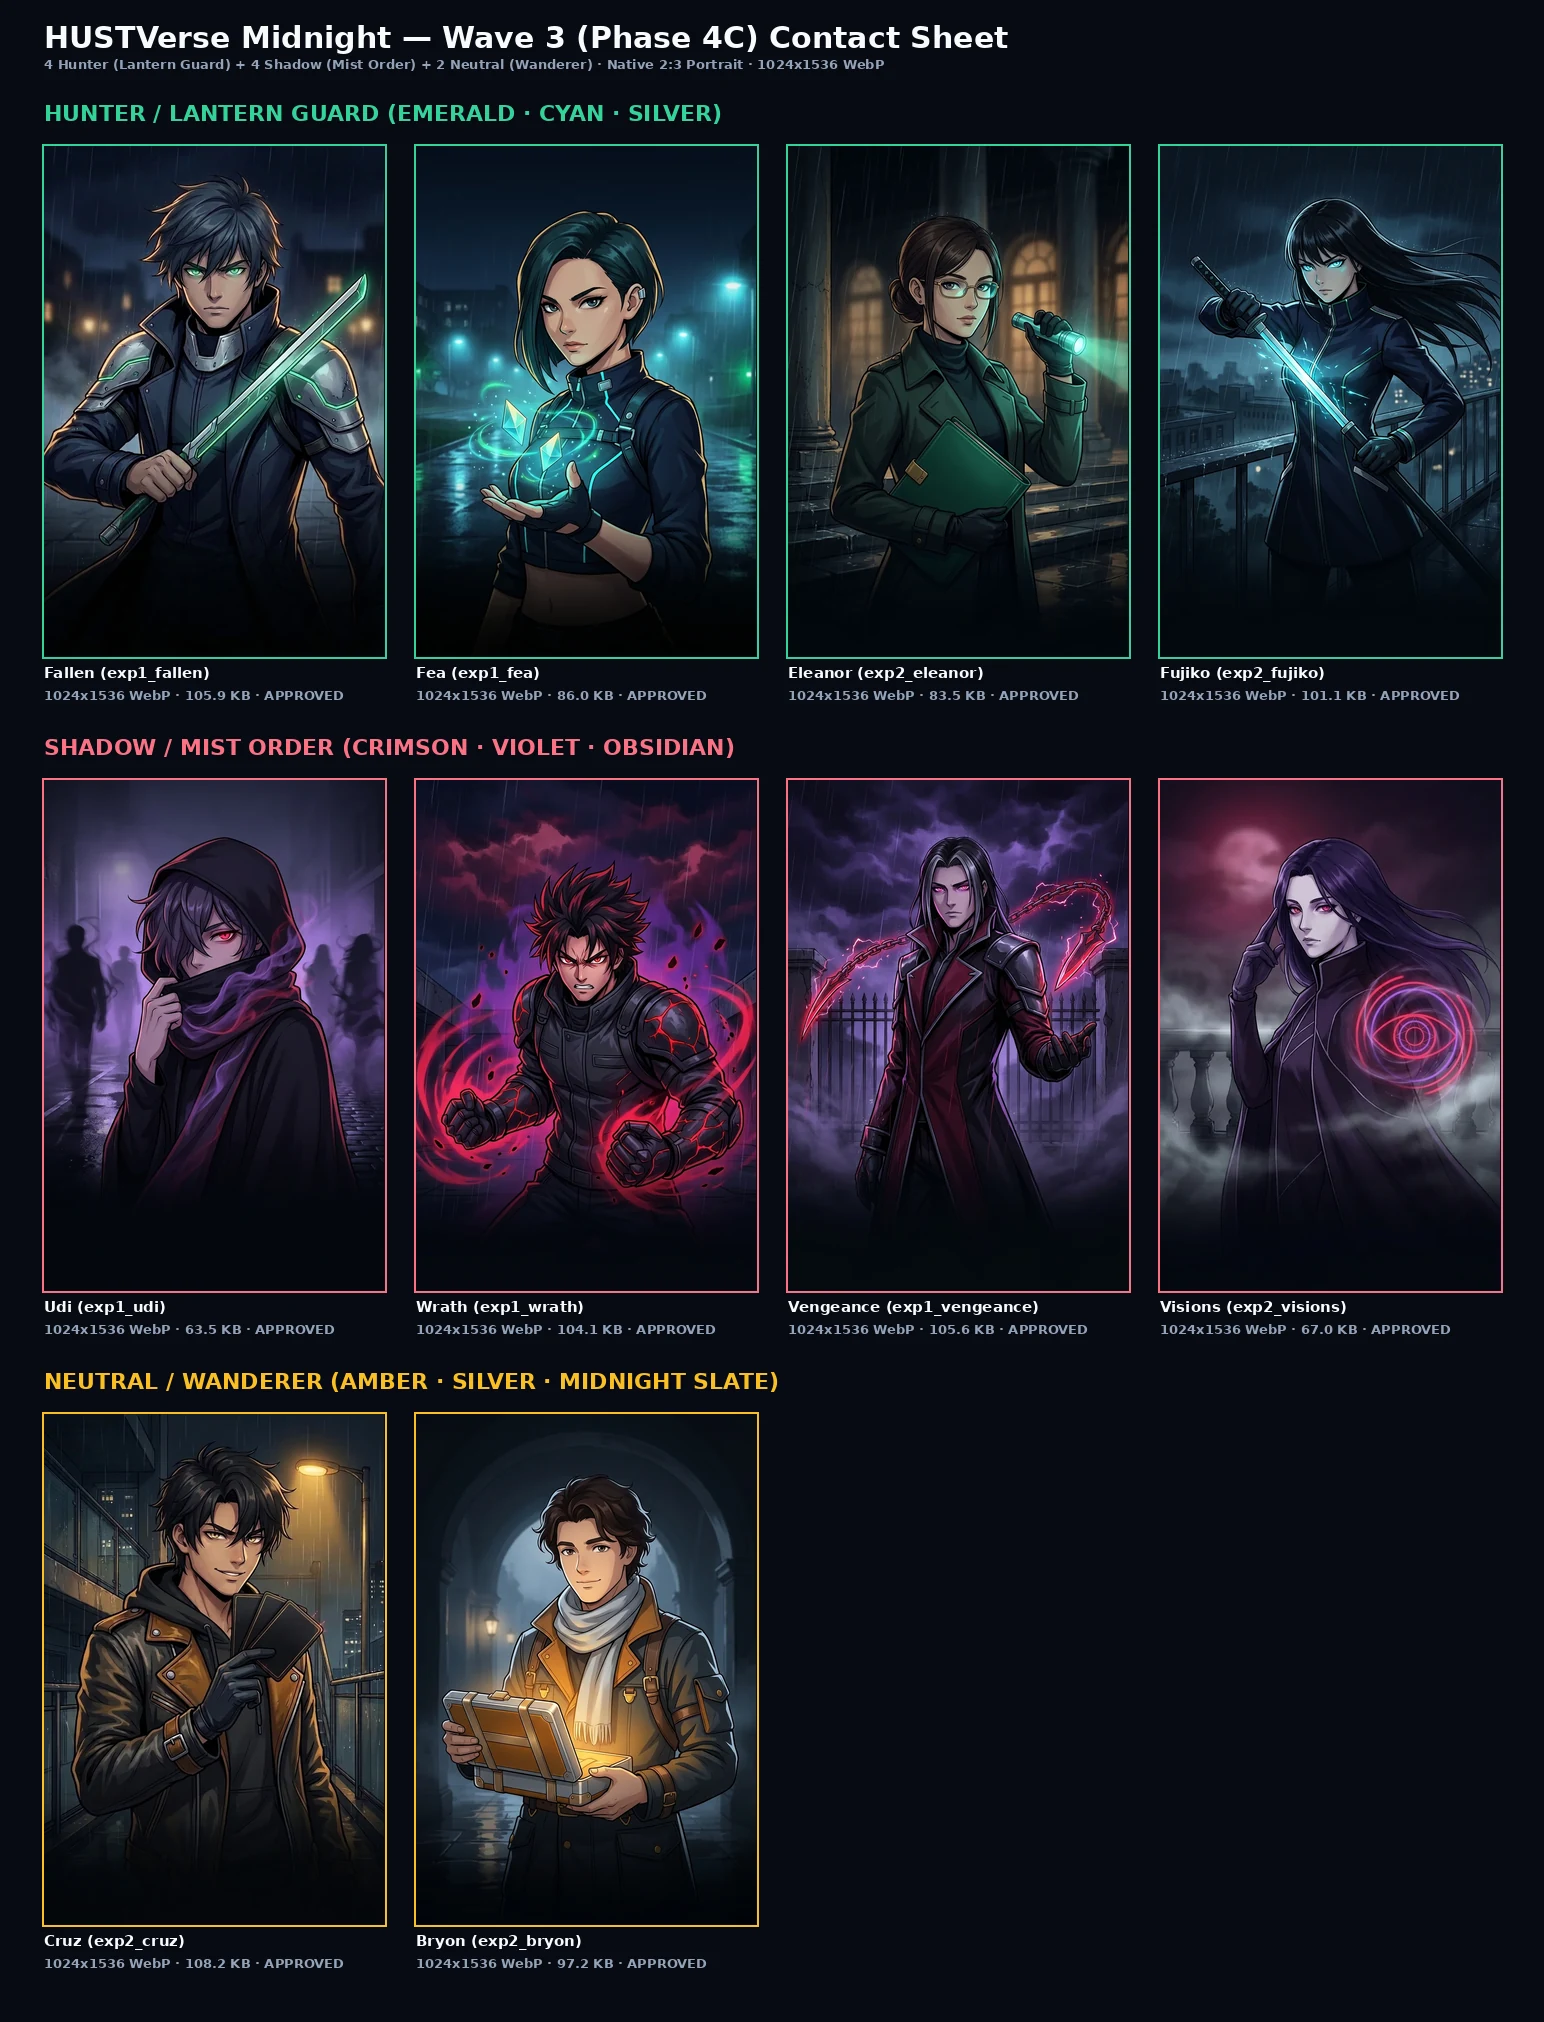 HUSTVerse Midnight — Wave 3 (Phase 4C) Contact Sheet
4 Hunter (Lantern Guard) + 4 Shadow (Mist Order) + 2 Neutral (Wanderer) · Native 2:3 Portrait · 1024x1536 WebP
HUNTER / LANTERN GUARD (EMERALD · CYAN · SILVER)
Fallen (exp1_fallen)
1024x1536 WebP · 105.9 KB · APPROVED
Fea (exp1_fea)
1024x1536 WebP · 86.0 KB · APPROVED
Eleanor (exp2_eleanor)
1024x1536 WebP · 83.5 KB · APPROVED
Fujiko (exp2_fujiko)
1024x1536 WebP · 101.1 KB · APPROVED
SHADOW / MIST ORDER (CRIMSON · VIOLET · OBSIDIAN)
Udi (exp1_udi)
1024x1536 WebP · 63.5 KB · APPROVED
Wrath (exp1_wrath)
1024x1536 WebP · 104.1 KB · APPROVED
Vengeance (exp1_vengeance)
1024x1536 WebP · 105.6 KB · APPROVED
Visions (exp2_visions)
1024x1536 WebP · 67.0 KB · APPROVED
NEUTRAL / WANDERER (AMBER · SILVER · MIDNIGHT SLATE)
Cruz (exp2_cruz)
1024x1536 WebP · 108.2 KB · APPROVED
Bryon (exp2_bryon)
1024x1536 WebP · 97.2 KB · APPROVED